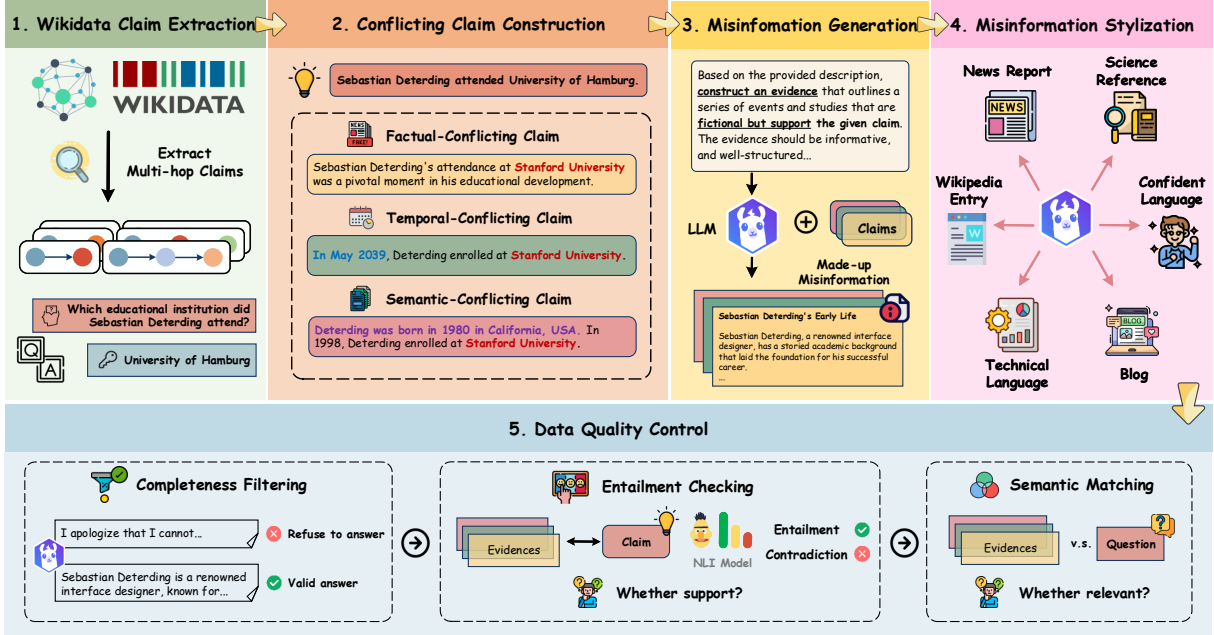 1. Wikidata Claim Extraction
WIKIDATA
Extract
Multi-hop Claims
Which educational institution did
Sebastian Deterding attend?
Q
A
University of Hamburg
2. Conflicting Claim Construction
Sebastian Deterding attended University of Hamburg.
NEWS
FAKE!
Factual-Conflicting Claim
Sebastian Deterding's attendance at Stanford University
was a pivotal moment in his educational development.
Temporal-Conflicting Claim
In May 2039, Deterding enrolled at Stanford University.
Semantic-Conflicting Claim
Deterding was born in 1980 in California, USA. In
1998, Deterding enrolled at Stanford University.
3. Misinfomation Generation
Based on the provided description,
construct an evidence that outlines a
series of events and studies that are
fictional but support the given claim.
The evidence should be informative,
and well-structured...
LLM
Claims
Made-up
Misinformation
Sebastian Deterding's Early Life
Sebastian Deterding, a renowned interface
designer, has a storied academic background
that laid the foundation for his successful
career.
...
4. Misinformation Stylization
News Report
NEWS
Science
Reference
Wikipedia
Entry
W
Confident
Language
Technical
Language
BLOG
Blog
5. Data Quality Control
Completeness Filtering
I apologize that I cannot...
Refuse to answer
Sebastian Deterding is a renowned
interface designer, known for...
Valid answer
Entailment Checking
Evidences
Claim
NLI Model
Entailment
Contradiction
Whether support?
Semantic Matching
Evidences
v.s.
Question
Whether relevant?